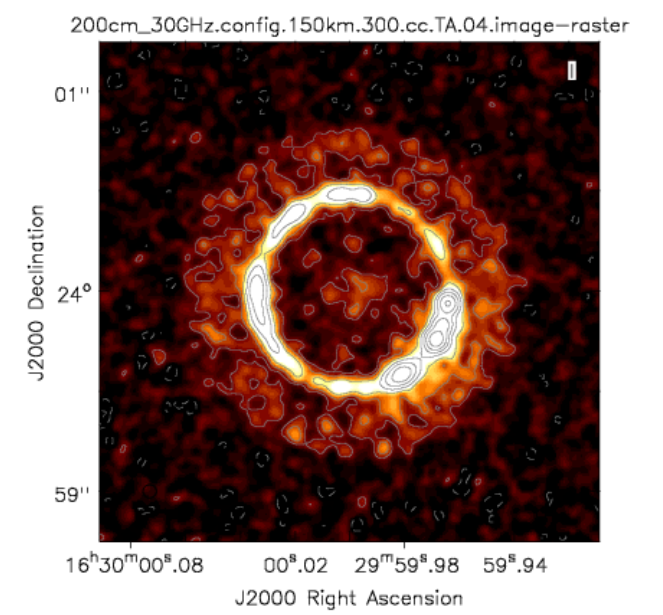 200cm_30GHz.config.150km.300.cc.TA.04.image-raster
01''
24°
59''
J2000 Declination
16ʰ30ᵐ00ˢ.08 00ˢ.02 29ᵐ59ˢ.98 59ˢ.94
J2000 Right Ascension